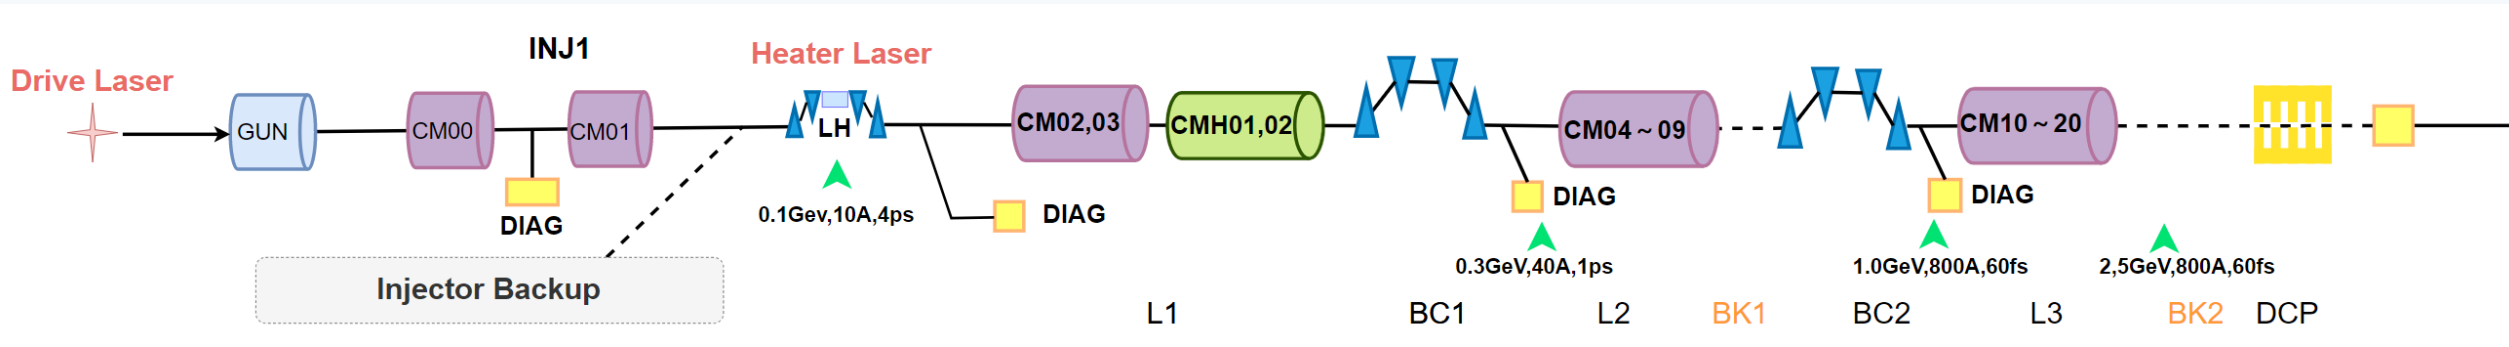 INJ1
Drive Laser
Heater Laser
GUN
CM00
CM01
LH
CM02,03
CMH01,02
CM04～09
CM10～20
DIAG
DIAG
DIAG
DIAG
0.1Gev,10A,4ps
0.3GeV,40A,1ps
1.0GeV,800A,60fs
2,5GeV,800A,60fs
Injector Backup
L1
BC1
L2
BK1
BC2
L3
BK2
DCP